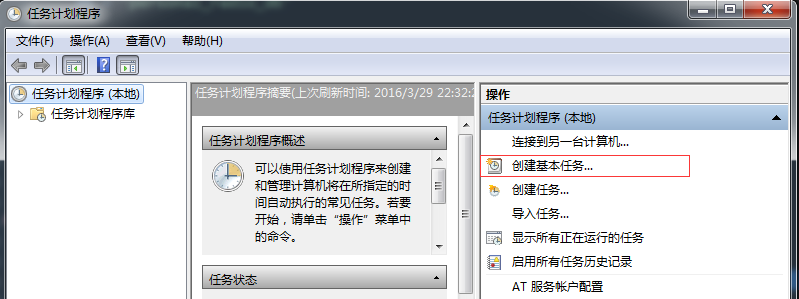 任务计划程序
文件(F) 操作(A) 查看(V) 帮助(H)
任务计划程序 (本地)
任务计划程序库
任务计划程序摘要(上次刷新时间: 2016/3/29 22:32:2
任务计划程序概述
可以使用任务计划程序来创建
和管理计算机将在所指定的时
间自动执行的常见任务。若要
开始，请单击“操作”菜单中
的命令。
任务状态
操作
任务计划程序 (本地)
连接到另一台计算机...
创建基本任务...
创建任务...
导入任务...
显示所有正在运行的任务
启用所有任务历史记录
AT 服务帐户配置